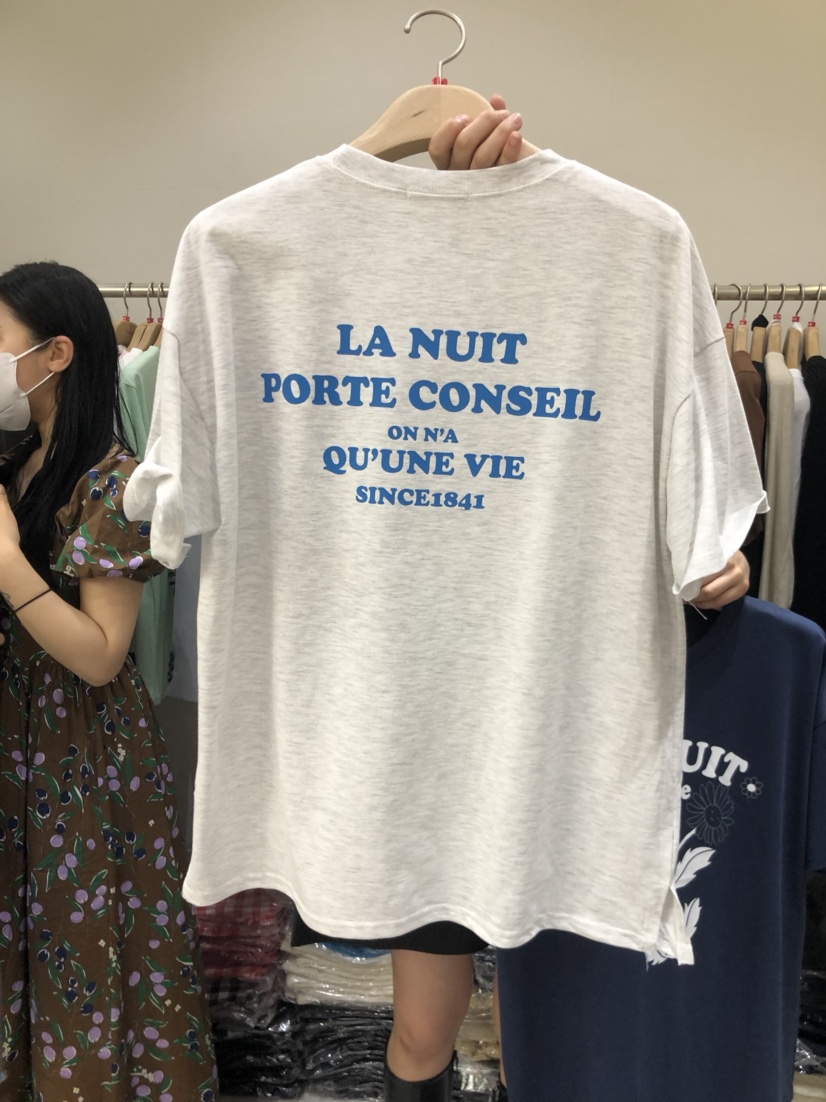 LA NUIT
PORTE CONSEIL
ON N'A
QU'UNE VIE
SINCE1841